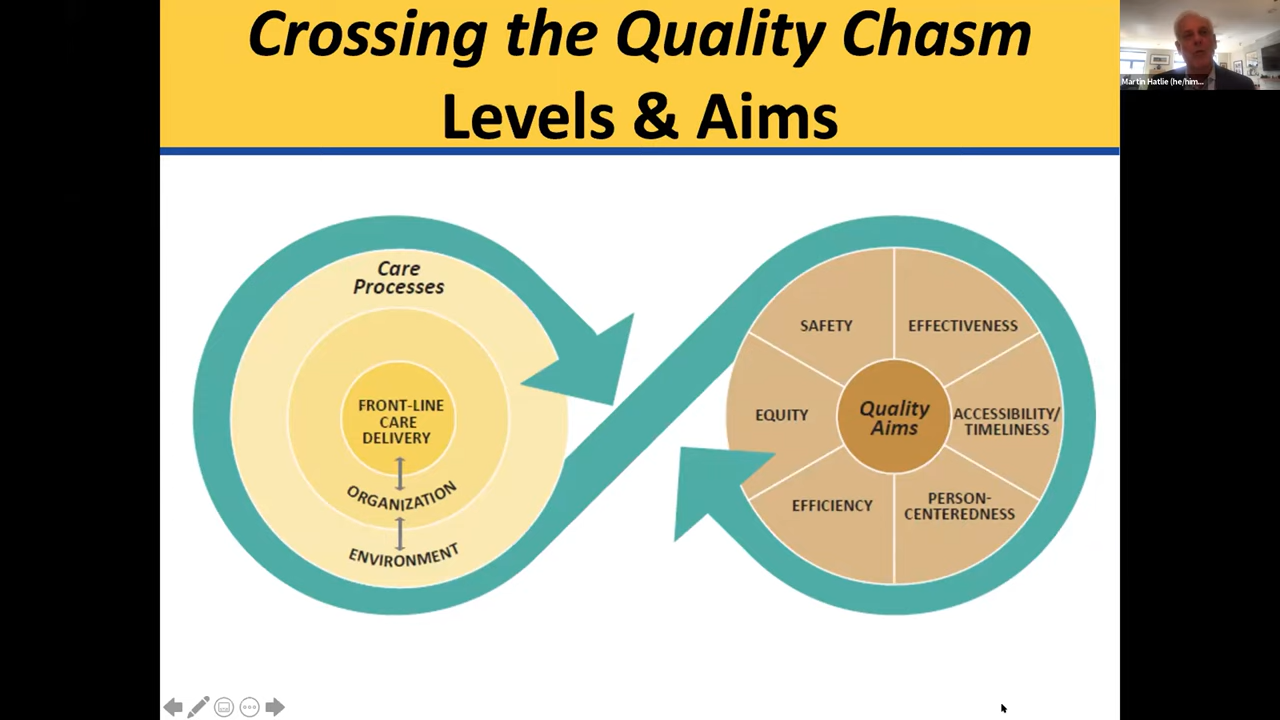 Crossing the Quality Chasm
Levels & Aims
Martin Hatlie (he/him...
Care
Processes
FRONT-LINE
CARE
DELIVERY
ORGANIZATION
ENVIRONMENT
SAFETY
EFFECTIVENESS
EQUITY
Quality
Aims
ACCESSIBILITY/
TIMELINESS
EFFICIENCY
PERSON-
CENTEREDNESS